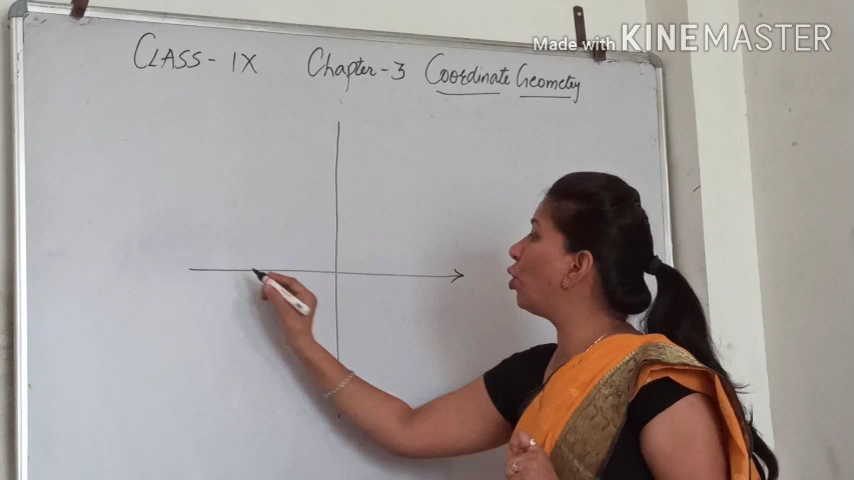 Made with KINEMASTER
CLASS - IX Chapter - 3 Coordinate Geometry